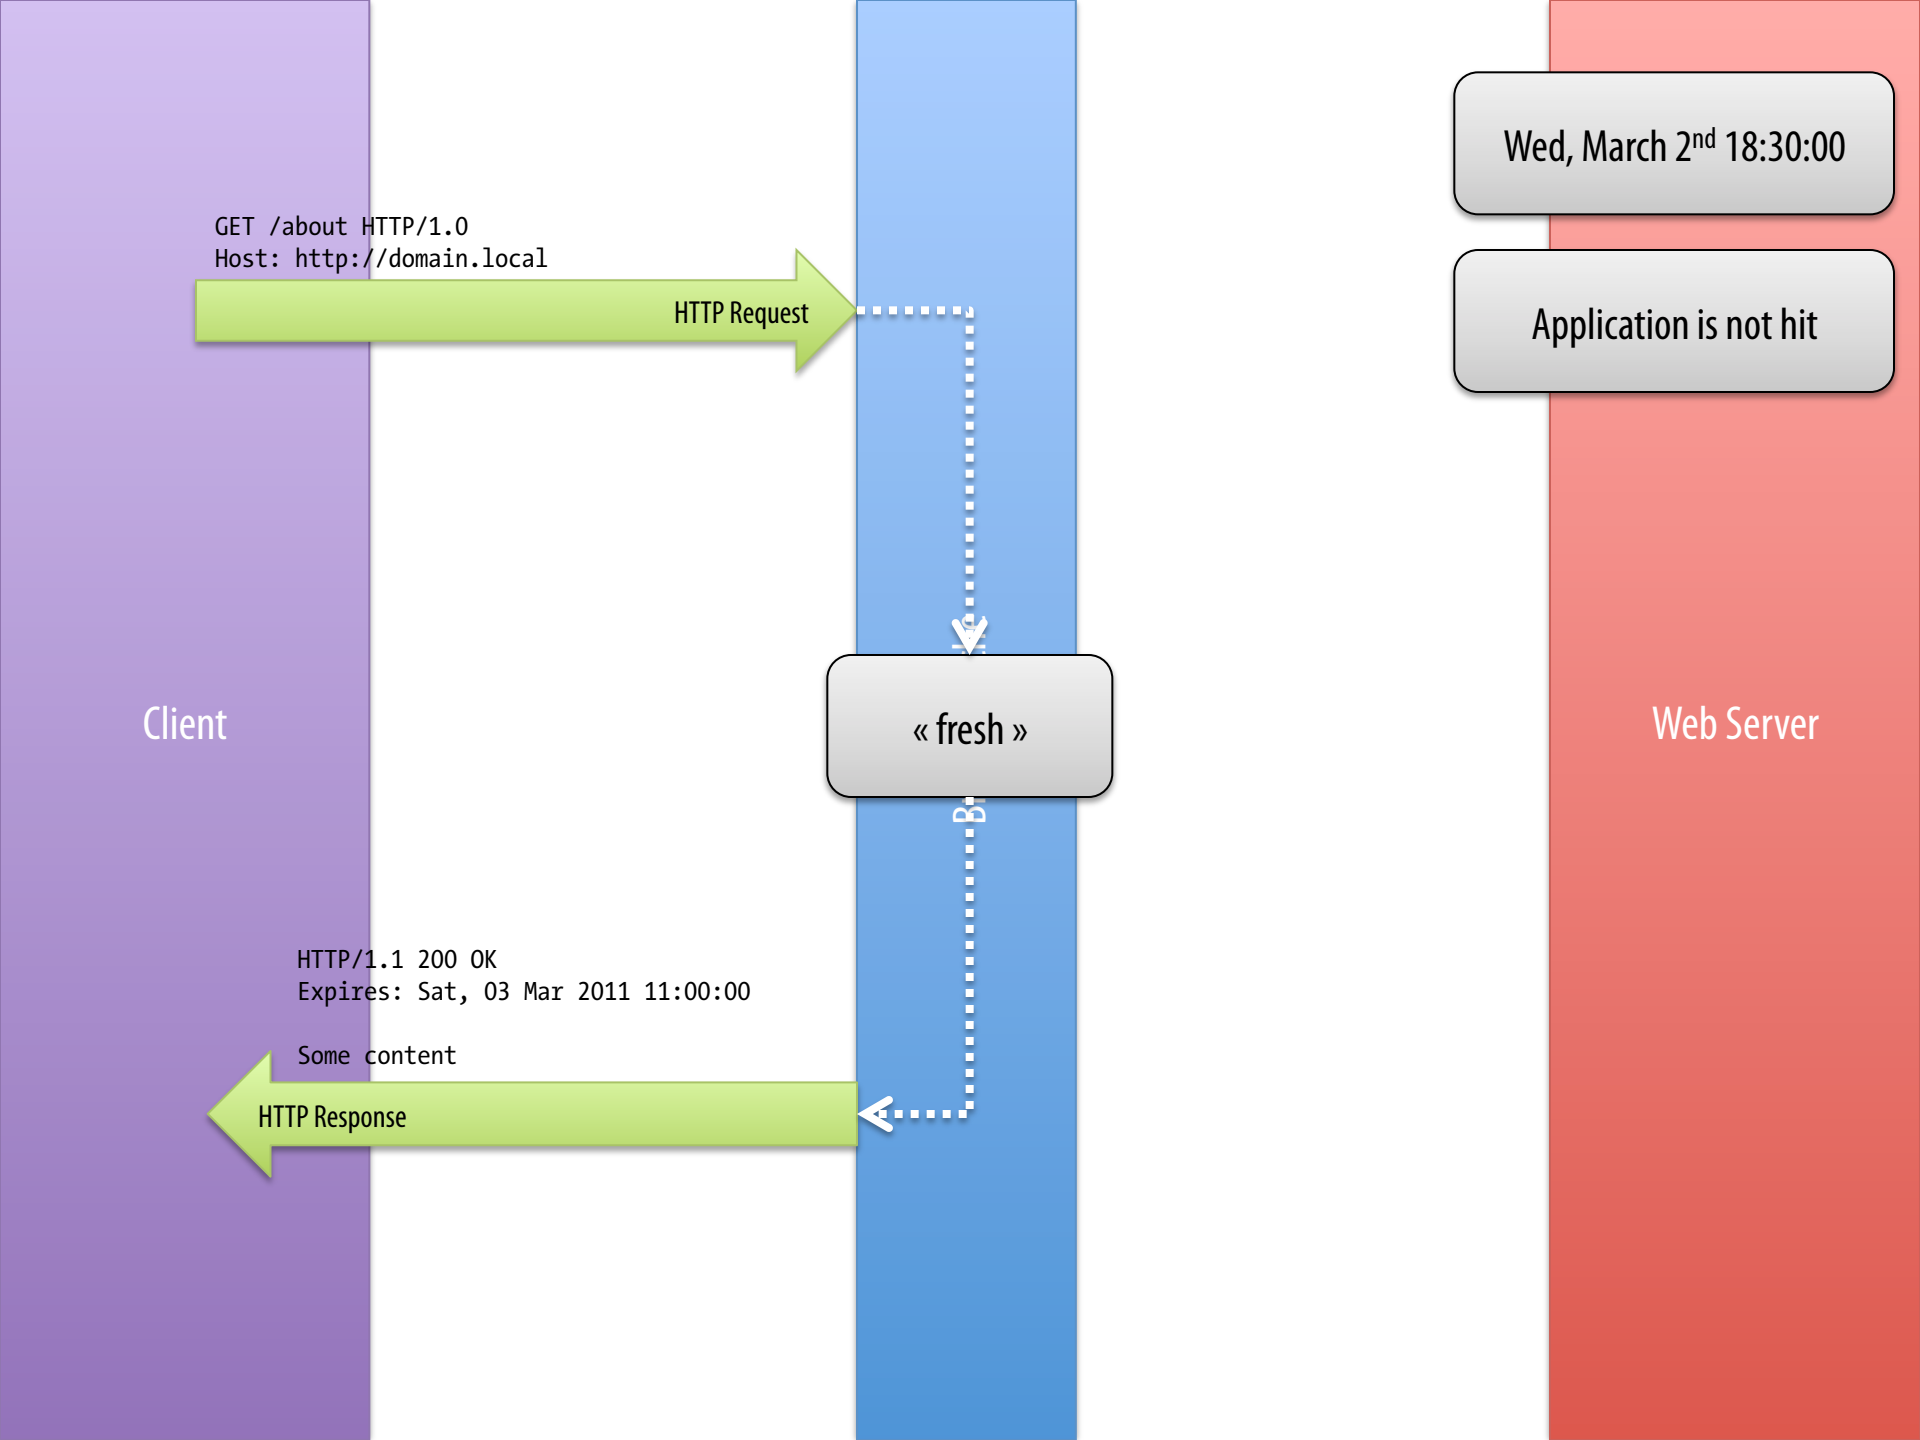 Wed, March 2nd 18:30:00
GET /about HTTP/1.0
Host: http://domain.local
HTTP Request
Application is not hit
Client
« fresh »
Web Server
HTTP/1.1 200 OK
Expires: Sat, 03 Mar 2011 11:00:00
Some content
HTTP Response